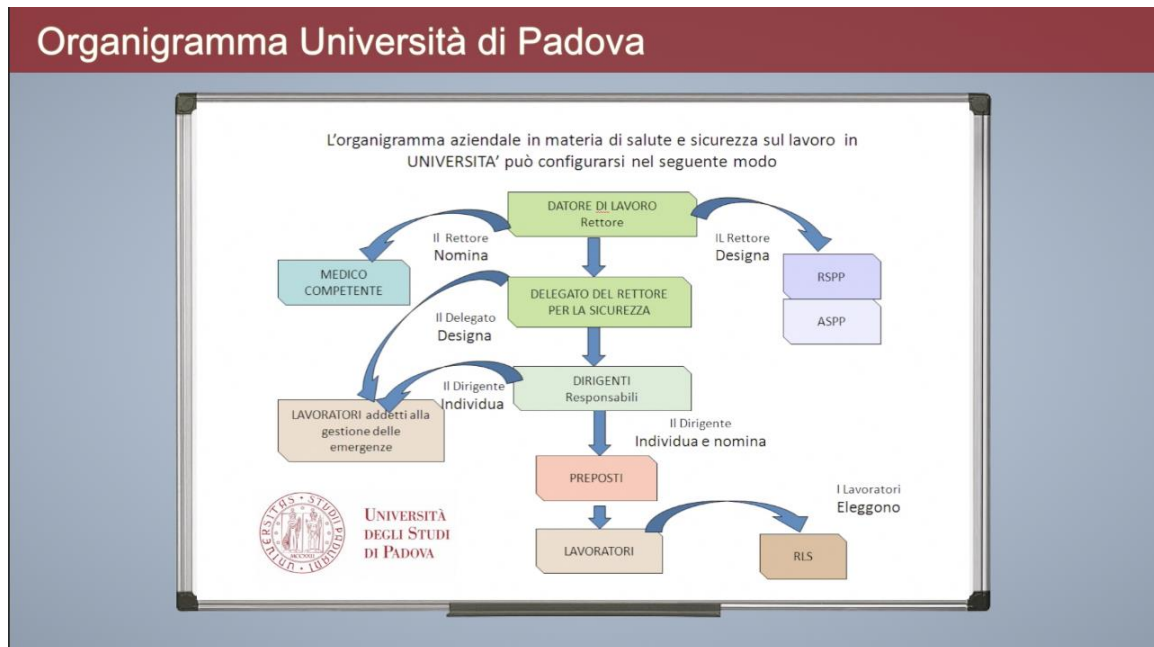 Organigramma Università di Padova
L'organigramma aziendale in materia di salute e sicurezza sul lavoro in
UNIVERSITA' può configurarsi nel seguente modo
DATORE DI LAVORO
Rettore
Il Rettore
Nomina
IL Rettore
Designa
MEDICO
COMPETENTE
RSPP
ASPP
DELEGATO DEL RETTORE
PER LA SICUREZZA
Il Delegato
Designa
DIRIGENTI
Responsabili
Il Dirigente
Individua
LAVORATORI addetti alla
gestione delle
emergenze
Il Dirigente
Individua e nomina
PREPOSTI
I Lavoratori
Eleggono
LAVORATORI
RLS
UNIVERSITÀ
DEGLI STUDI
DI PADOVA